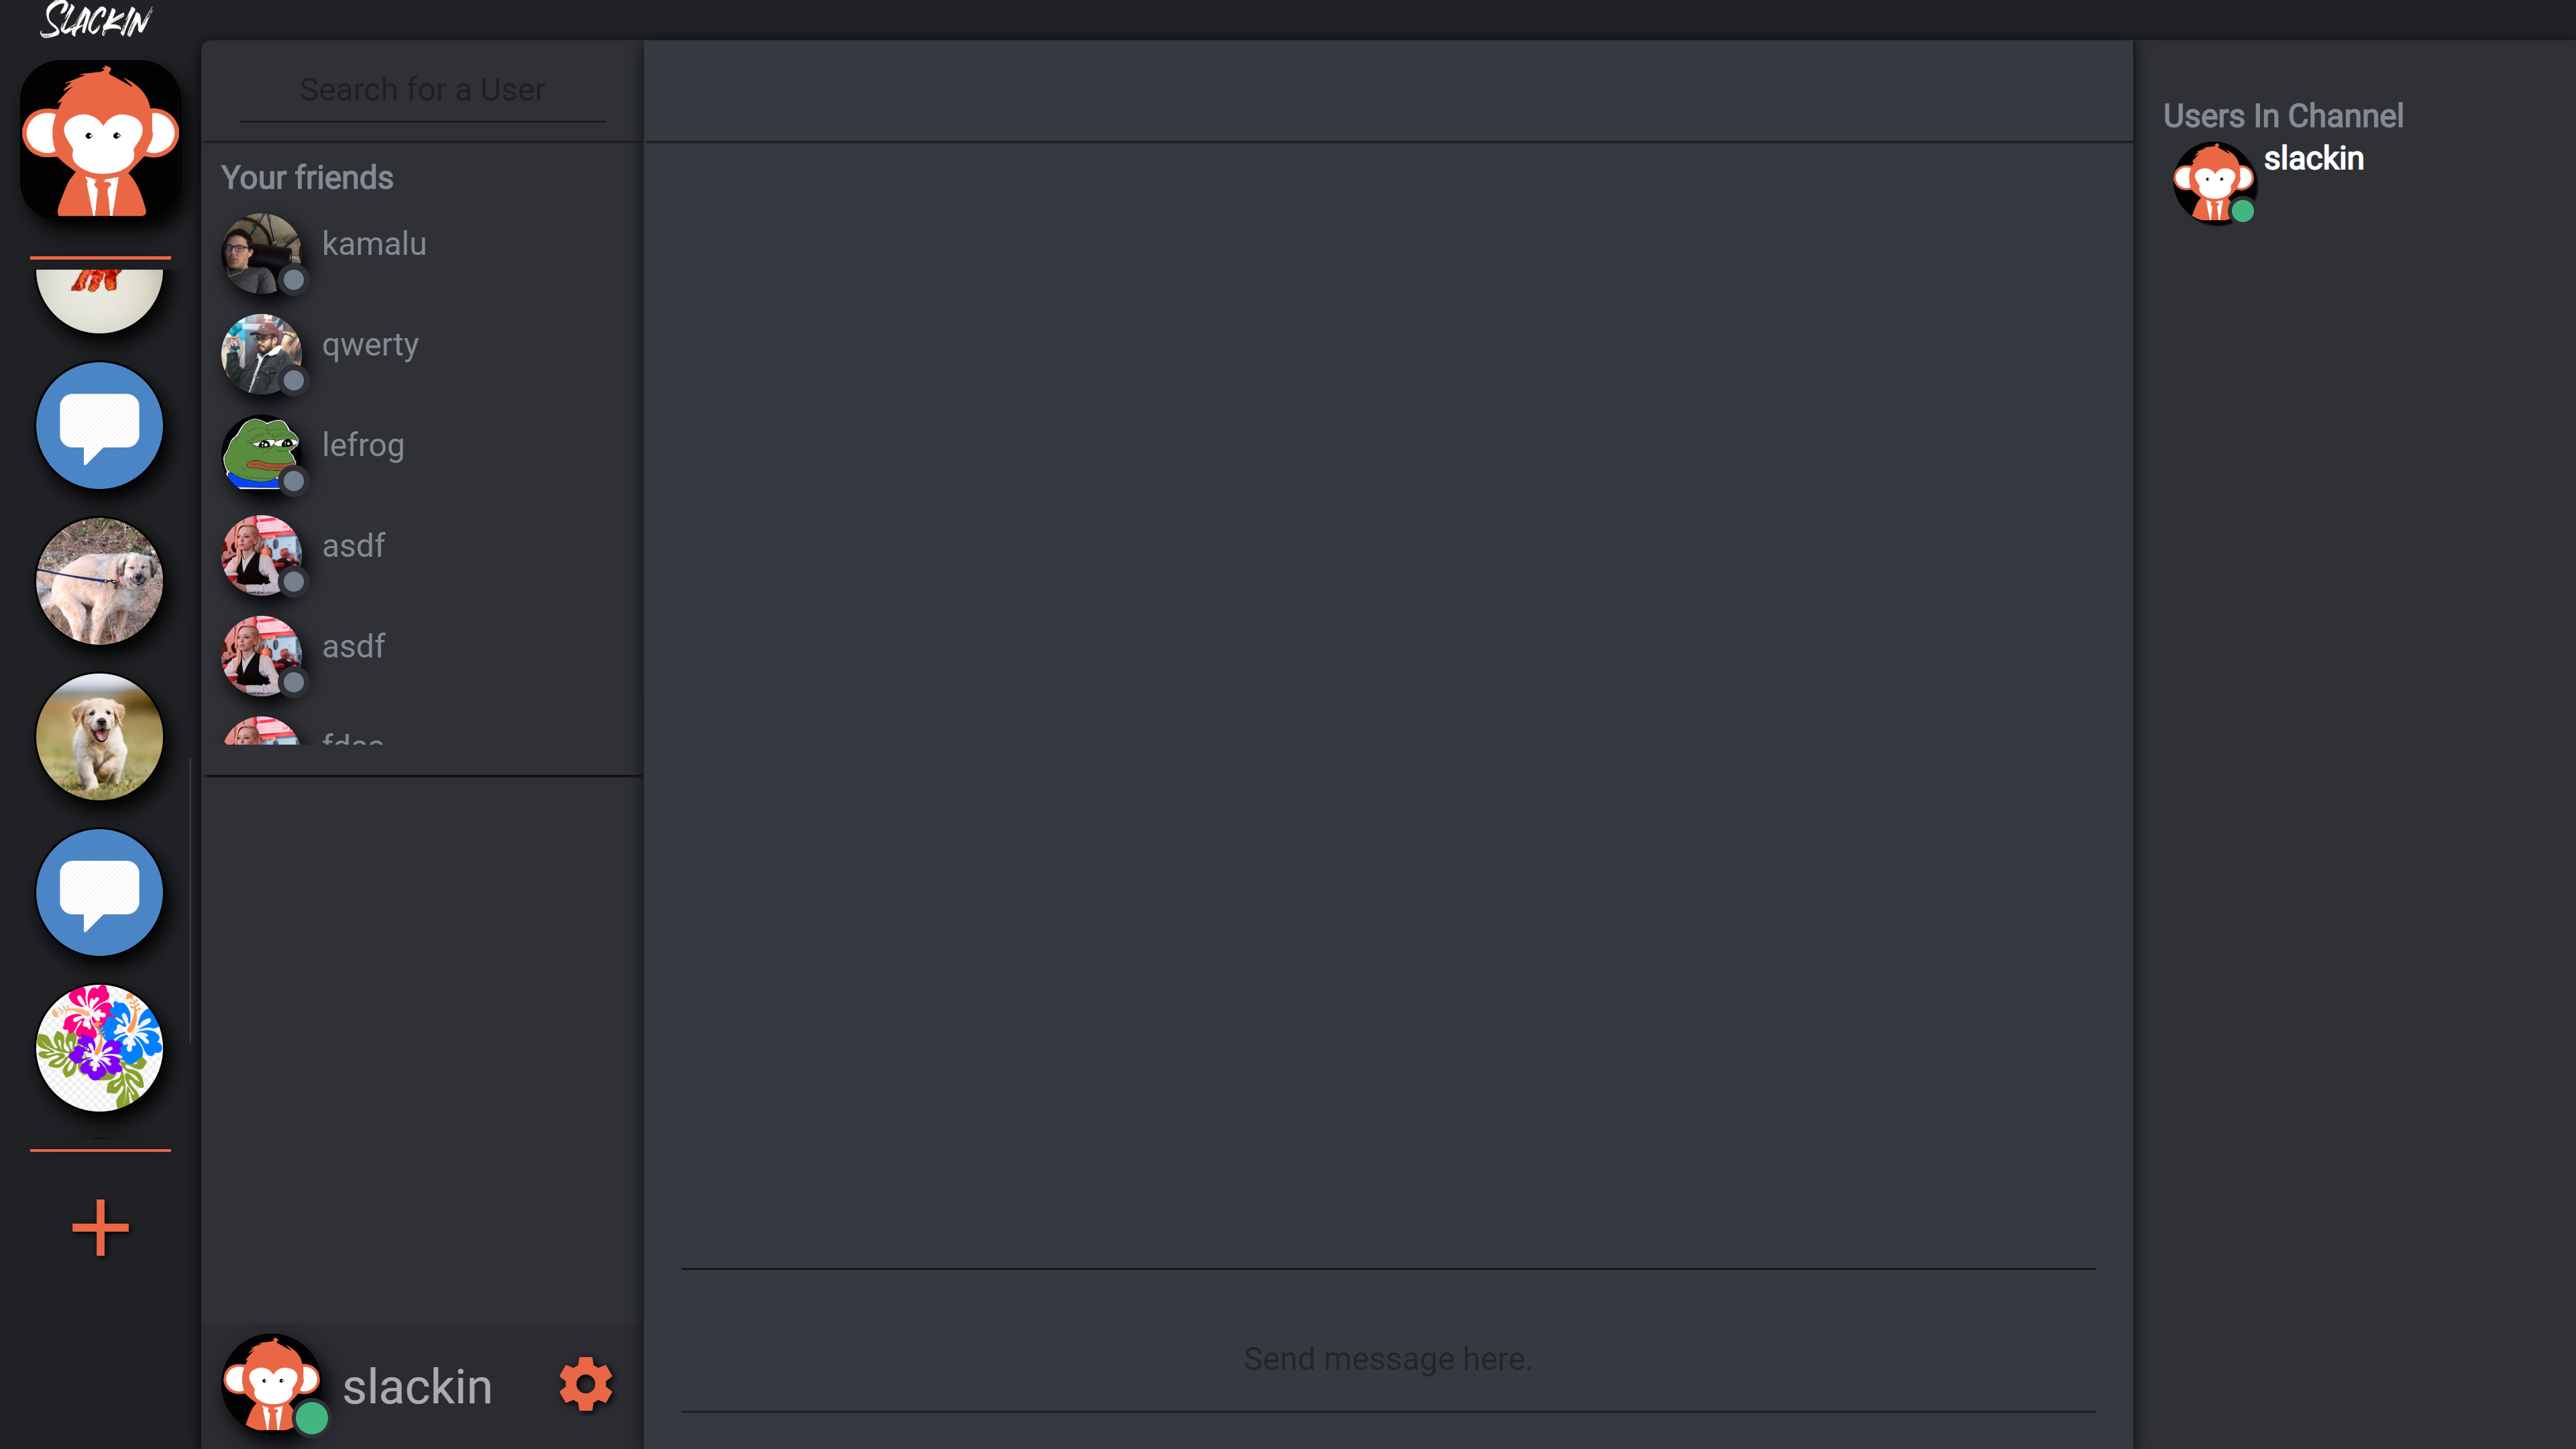 SLACKIN
Search for a User
Your friends
kamalu
qwerty
lefrog
asdf
asdf
slackin
Send message here.
Users In Channel
slackin